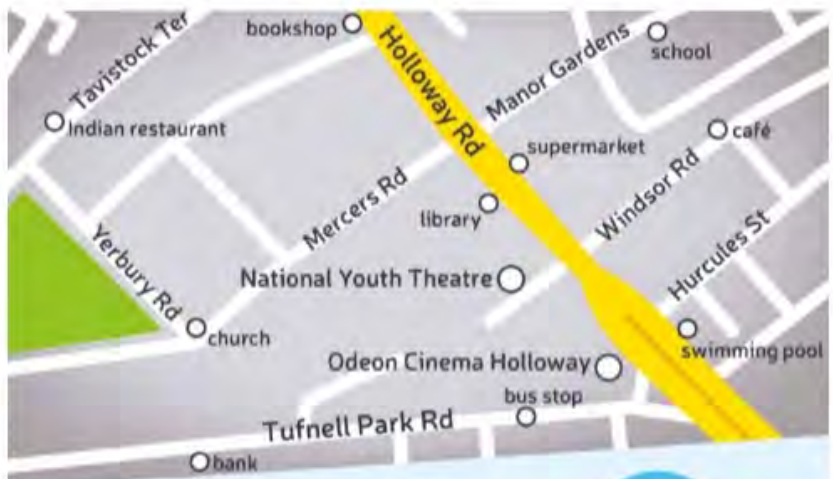 bookshop
Holloway Rd
Manor Gardens
school
Tavistock Ter
Indian restaurant
café
supermarket
Mercers Rd
Windsor Rd
library
Hurcules St
Yerbury Rd
National Youth Theatre
church
swimming pool
Odeon Cinema Holloway
bus stop
Tufnell Park Rd
bank